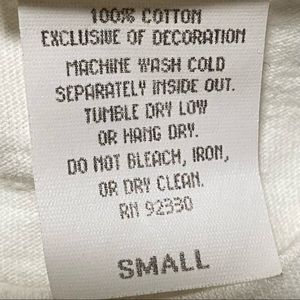 100% COTTON
EXCLUSIVE OF DECORATION
MACHINE WASH COLD
SEPARATELY INSIDE OUT.
TUMBLE DRY LOW
OR HANG DRY.
DO NOT BLEACH, IRON,
OR DRY CLEAN.
RN 92330
SMALL